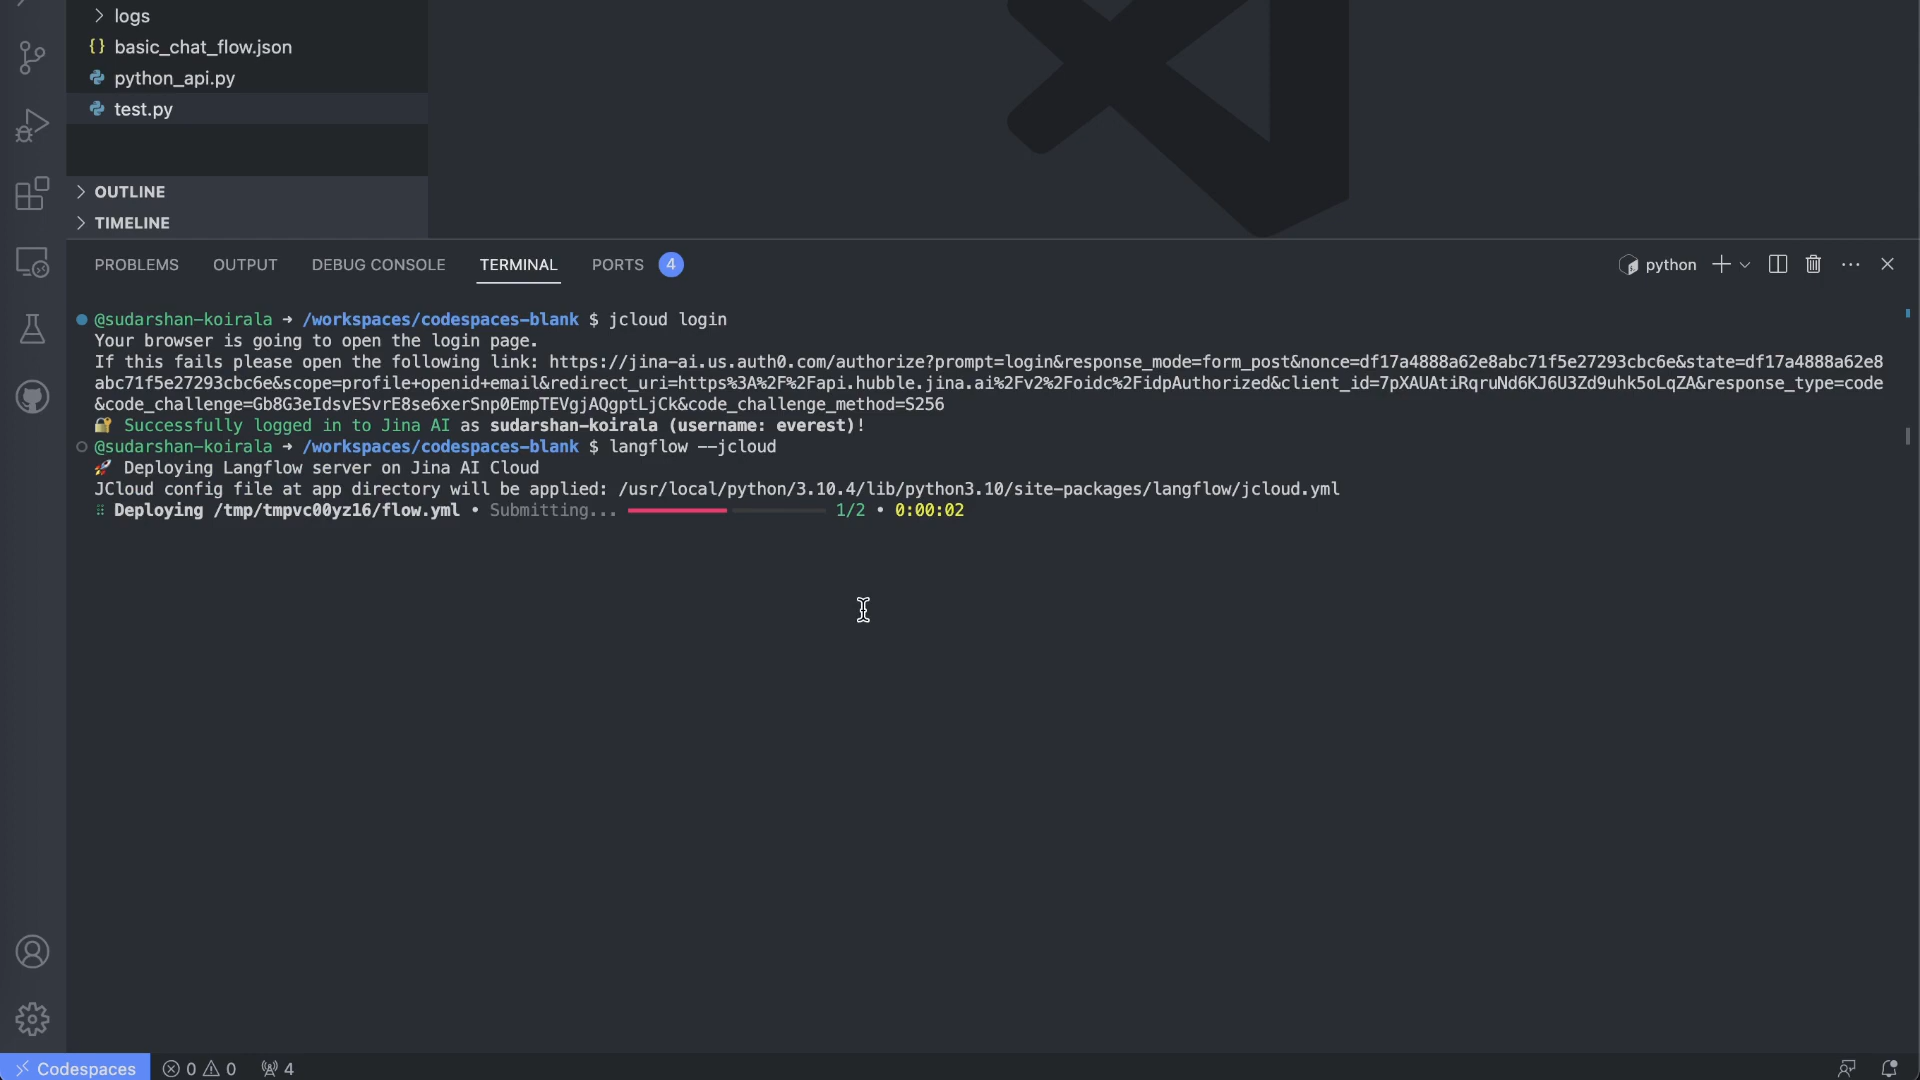 logs
{} basic_chat_flow.json
python_api.py
test.py
OUTLINE
TIMELINE
PROBLEMS OUTPUT DEBUG CONSOLE TERMINAL PORTS 4 python
@sudarshan-koirala ➜ /workspaces/codespaces-blank $ jcloud login
Your browser is going to open the login page.
If this fails please open the following link: https://jina-ai.us.auth0.com/authorize?prompt=login&response_mode=form_post&nonce=df17a4888a62e8abc71f5e27293cbc6e&state=df17a4888a62e8
abc71f5e27293cbc6e&scope=profile+openid+email&redirect_uri=https%3A%2F%2Fapi.hubble.jina.ai%2Fv2%2Foidc%2FidpAuthorized&client_id=7pXAUAtiRqruNd6KJ6U3Zd9uhk5oLqZA&response_type=code
&code_challenge=Gb8G3eIdsvESvrE8se6xerSnp0EmpTEVgjAQgptLjCk&code_challenge_method=S256
🔐 Successfully logged in to Jina AI as sudarshan-koirala (username: everest)!
@sudarshan-koirala ➜ /workspaces/codespaces-blank $ langflow --jcloud
🚀 Deploying Langflow server on Jina AI Cloud
JCloud config file at app directory will be applied: /usr/local/python/3.10.4/lib/python3.10/site-packages/langflow/jcloud.yml
Deploying /tmp/tmpvc00yz16/flow.yml • Submitting... 1/2 • 0:00:02
Codespaces 0 0 4